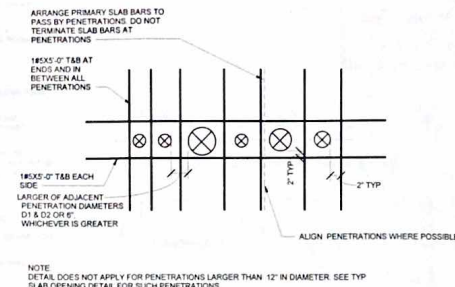 ARRANGE PRIMARY SLAB BARS TO
PASS BY PENETRATIONS. DO NOT
TERMINATE SLAB BARS AT
PENETRATIONS
1#5X5'-0" T&B AT
ENDS AND IN
BETWEEN ALL
PENETRATIONS
1#5X5'-0" T&B EACH
SIDE
LARGER OF ADJACENT
PENETRATION DIAMETERS
D1 & D2 OR 6",
WHICHEVER IS GREATER
2" TYP
2" TYP
ALIGN PENETRATIONS WHERE POSSIBLE
NOTE
DETAIL DOES NOT APPLY FOR PENETRATIONS LARGER THAN 12" IN DIAMETER. SEE TYP
SLAB OPENING DETAIL FOR SUCH PENETRATIONS